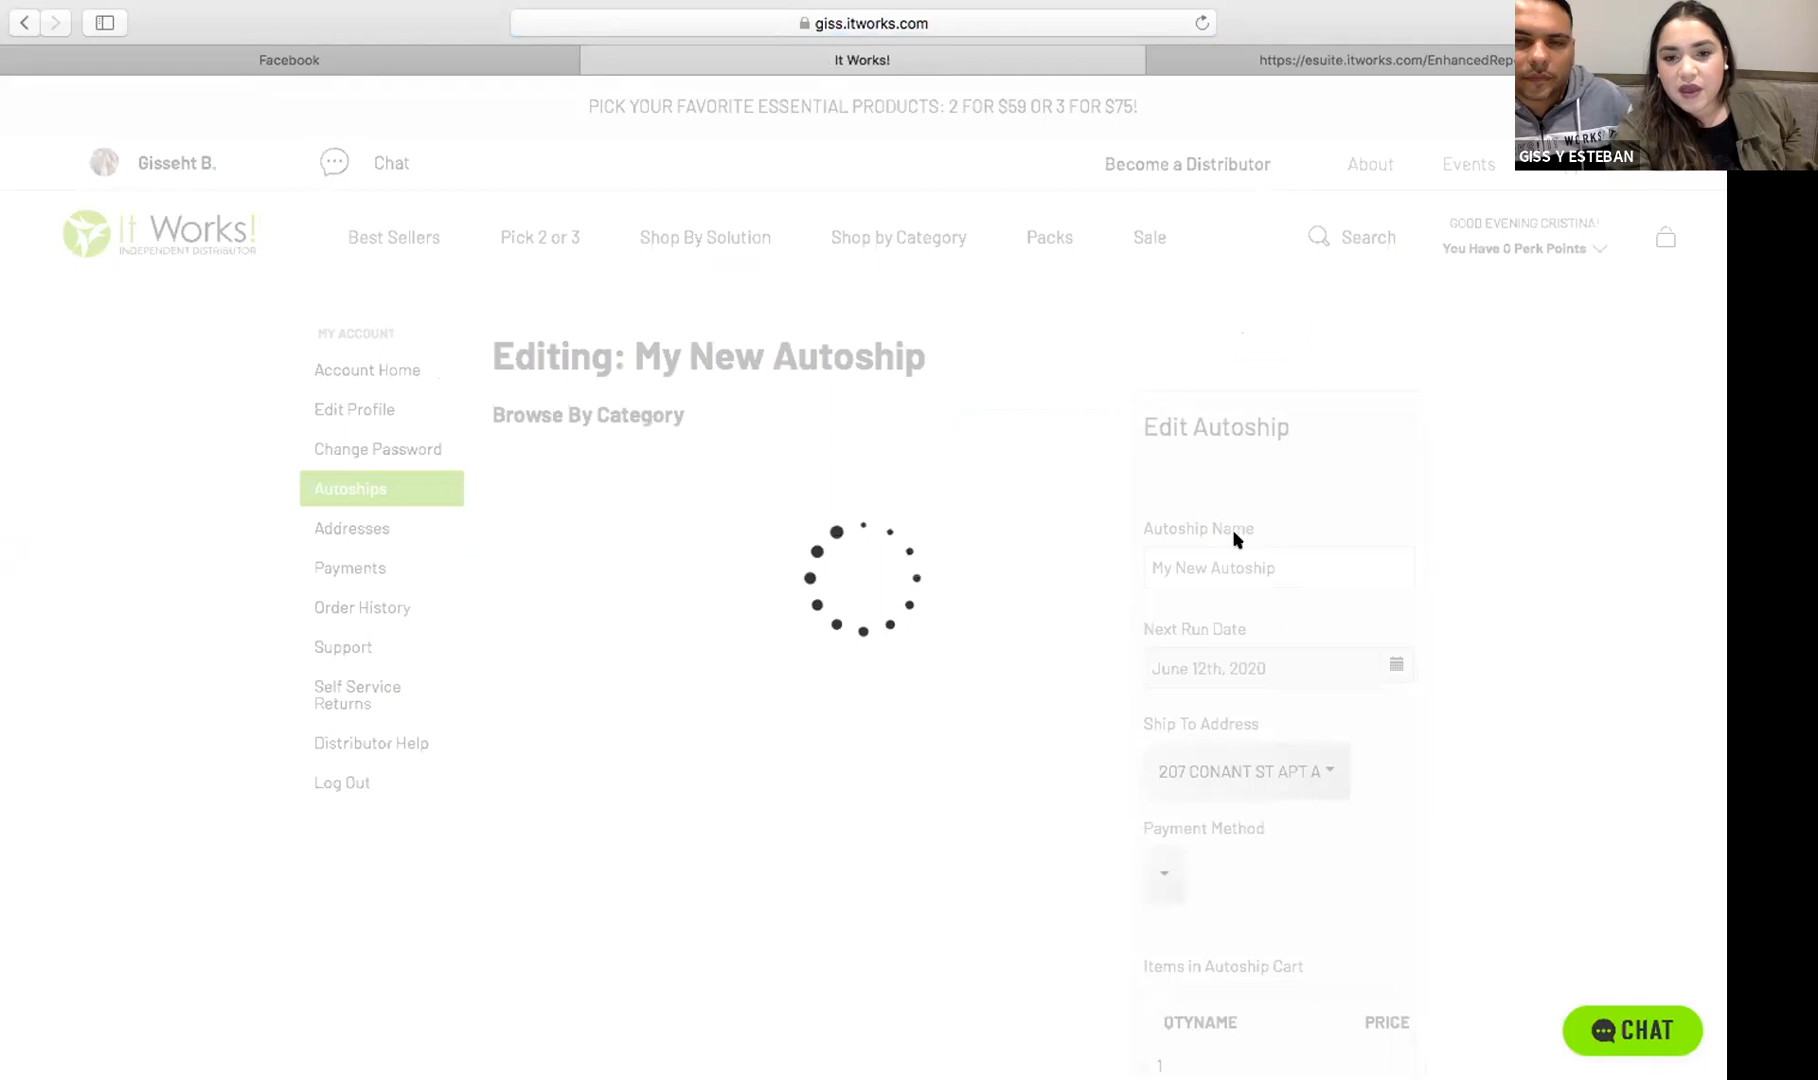 giss.itworks.com
Facebook
It Works!
https://esuite.itworks.com/EnhancedRep
PICK YOUR FAVORITE ESSENTIAL PRODUCTS: 2 FOR $59 OR 3 FOR $75!
GISS Y ESTEBAN
Gisseht B.
Chat
Become a Distributor
About
Events
It Works!
INDEPENDENT DISTRIBUTOR
Best Sellers
Pick 2 or 3
Shop By Solution
Shop by Category
Packs
Sale
Search
GOOD EVENING CRISTINA!
You Have 0 Perk Points
MY ACCOUNT
Account Home
Edit Profile
Change Password
Autoships
Addresses
Payments
Order History
Support
Self Service
Returns
Distributor Help
Log Out
Editing: My New Autoship
Browse By Category
Edit Autoship
Autoship Name
My New Autoship
Next Run Date
June 12th, 2020
Ship To Address
207 CONANT ST APT A
Payment Method
Items in Autoship Cart
QTYNAME PRICE
1
CHAT